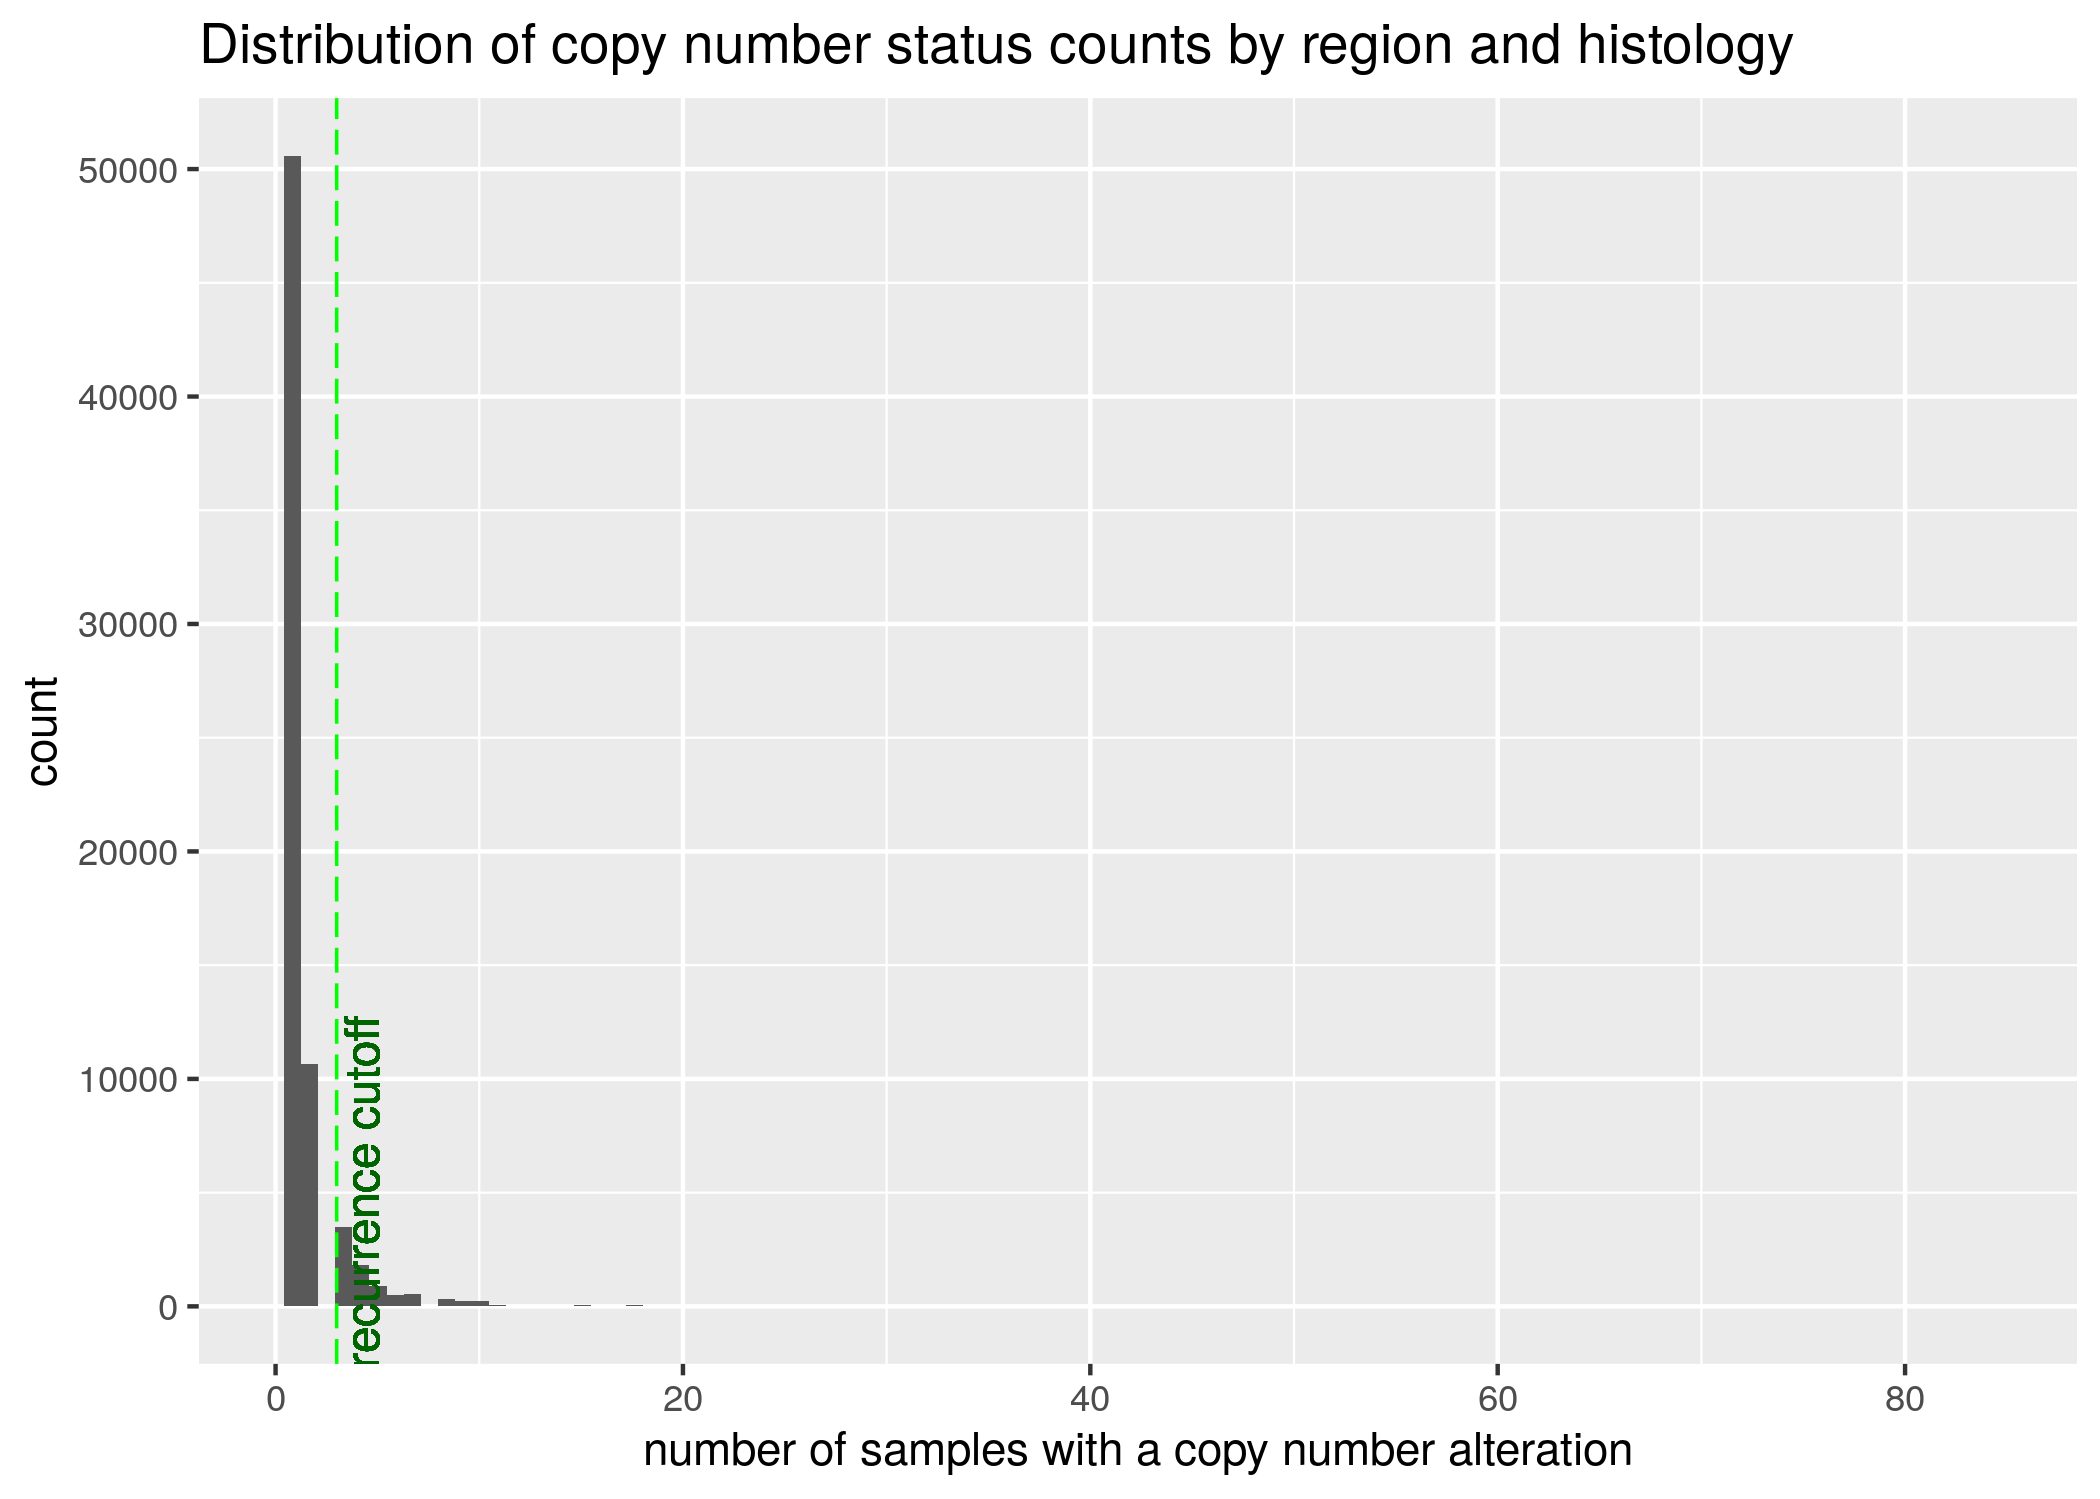 Distribution of copy number status counts by region and histology
50000
40000
30000
20000
10000
0
count
recurrence cutoff
0 20 40 60 80
number of samples with a copy number alteration